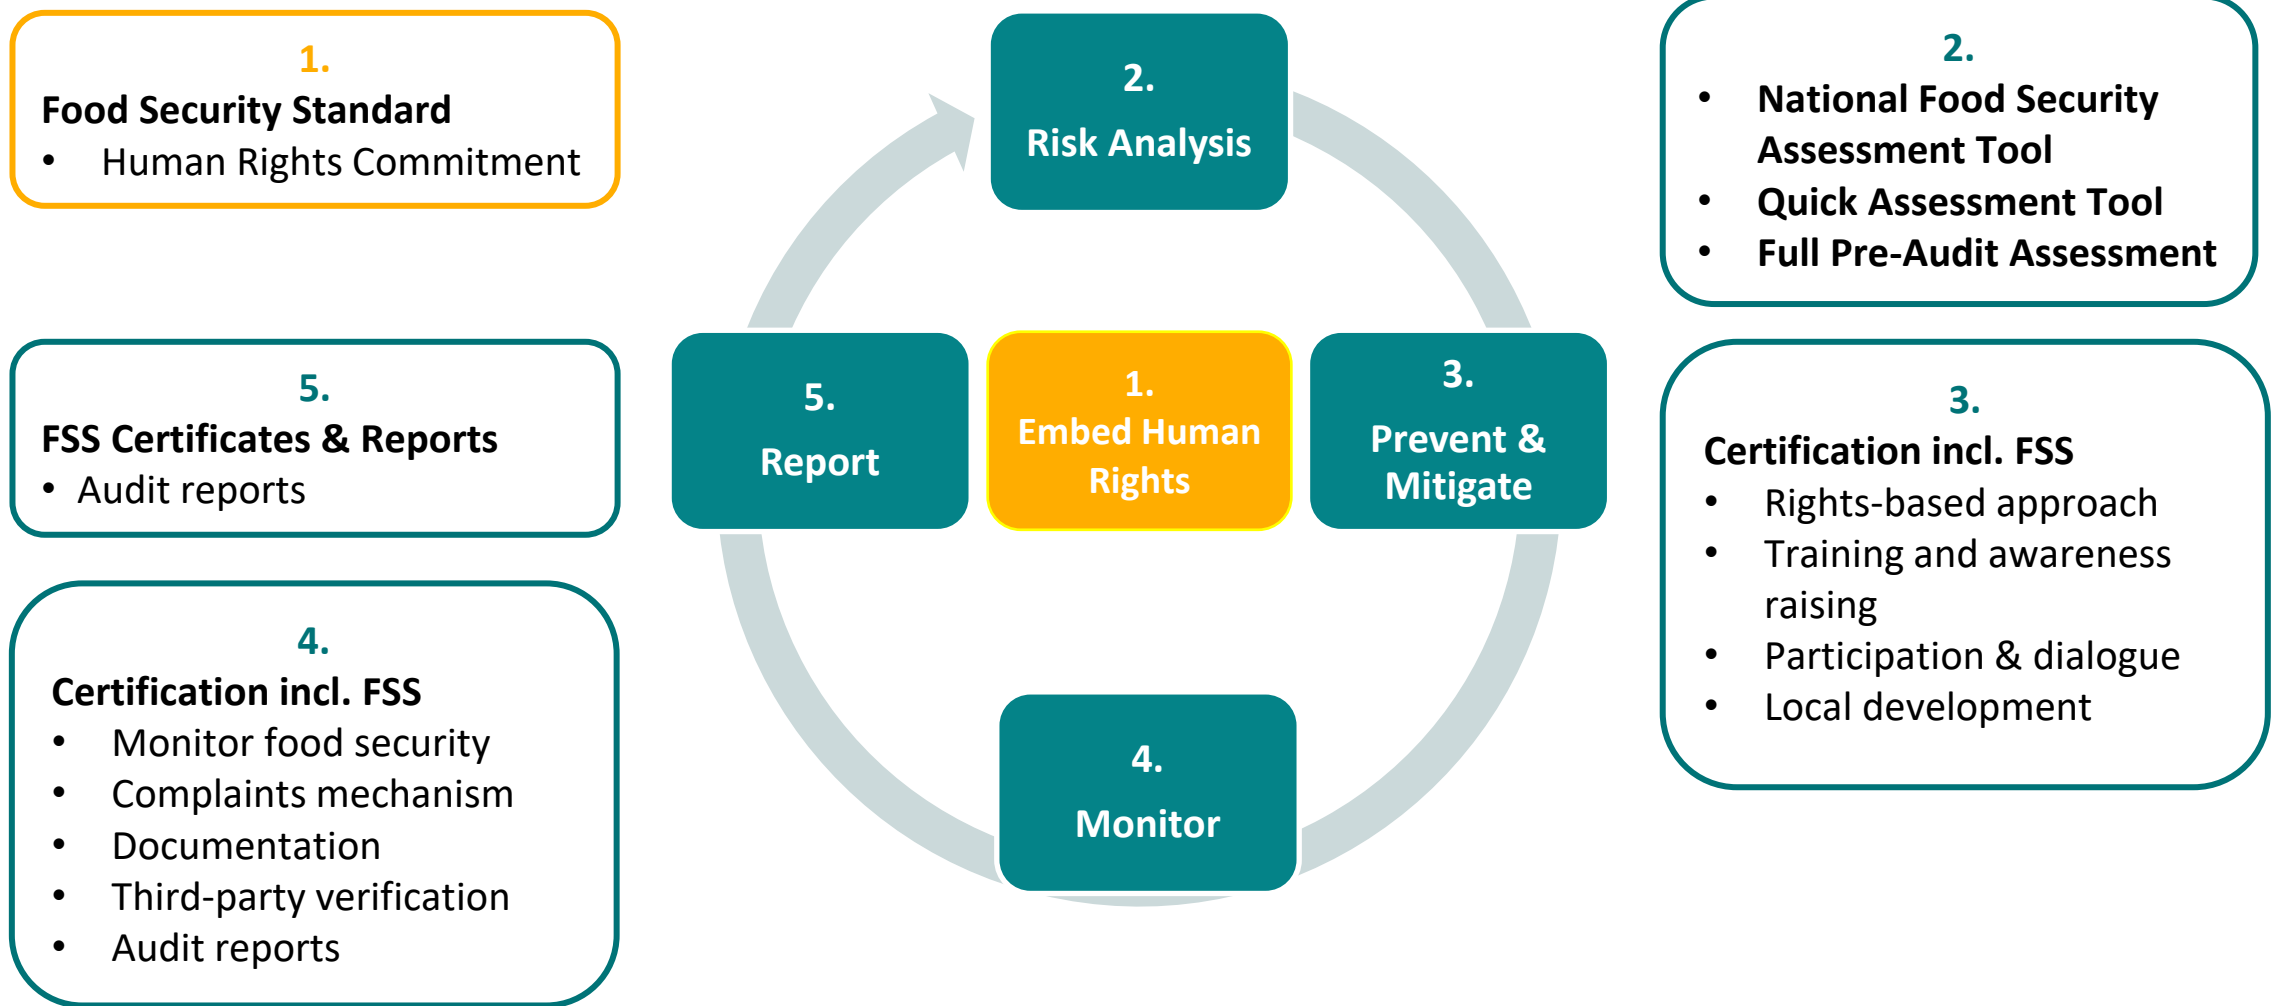 1.
Food Security Standard
• Human Rights Commitment
2.
Risk Analysis
2.
• National Food Security
Assessment Tool
• Quick Assessment Tool
• Full Pre-Audit Assessment
5.
FSS Certificates & Reports
• Audit reports
5.
Report
1.
Embed Human
Rights
3.
Prevent &
Mitigate
3.
Certification incl. FSS
• Rights-based approach
• Training and awareness
raising
• Participation & dialogue
• Local development
4.
Certification incl. FSS
• Monitor food security
• Complaints mechanism
• Documentation
• Third-party verification
• Audit reports
4.
Monitor